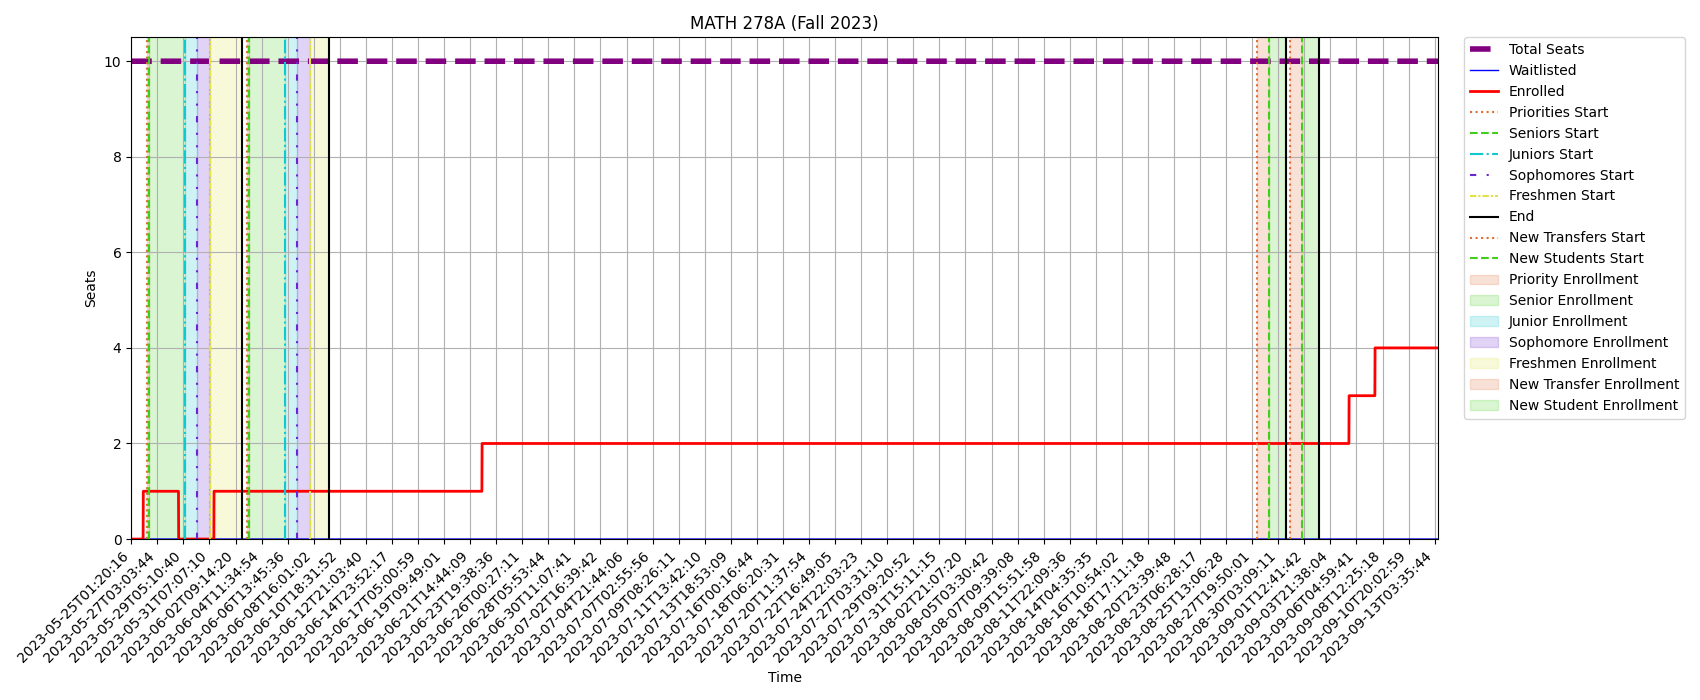 MATH 278A (Fall 2023)
Seats
10
8
6
4
2
0
2023-05-25T01:20:16
2023-05-27T03:03:44
2023-05-29T05:10:40
2023-05-31T07:07:10
2023-06-02T09:14:20
2023-06-04T11:34:54
2023-06-06T13:45:36
2023-06-08T16:01:02
2023-06-10T18:31:52
2023-06-12T21:03:40
2023-06-14T23:52:17
2023-06-17T05:00:59
2023-06-19T09:49:01
2023-06-21T14:44:09
2023-06-23T19:38:36
2023-06-26T00:27:11
2023-06-28T05:53:44
2023-06-30T11:07:41
2023-07-02T16:39:42
2023-07-04T21:44:06
2023-07-07T02:55:56
2023-07-09T08:26:11
2023-07-11T13:42:10
2023-07-13T18:53:09
2023-07-16T00:16:44
2023-07-18T06:20:31
2023-07-20T11:37:54
2023-07-22T16:49:05
2023-07-24T22:03:23
2023-07-27T03:31:10
2023-07-29T09:20:52
2023-07-31T15:11:15
2023-08-02T21:07:20
2023-08-05T03:30:42
2023-08-07T09:39:08
2023-08-09T15:51:58
2023-08-11T22:09:36
2023-08-14T04:35:35
2023-08-16T10:54:02
2023-08-18T17:11:18
2023-08-20T23:39:48
2023-08-23T06:28:17
2023-08-25T13:06:28
2023-08-27T19:50:01
2023-08-30T03:09:11
2023-09-01T12:41:42
2023-09-03T21:38:04
2023-09-06T04:59:41
2023-09-08T12:25:18
2023-09-10T20:02:59
2023-09-13T03:35:44
Time
Total Seats
Waitlisted
Enrolled
Priorities Start
Seniors Start
Juniors Start
Sophomores Start
Freshmen Start
End
New Transfers Start
New Students Start
Priority Enrollment
Senior Enrollment
Junior Enrollment
Sophomore Enrollment
Freshmen Enrollment
New Transfer Enrollment
New Student Enrollment